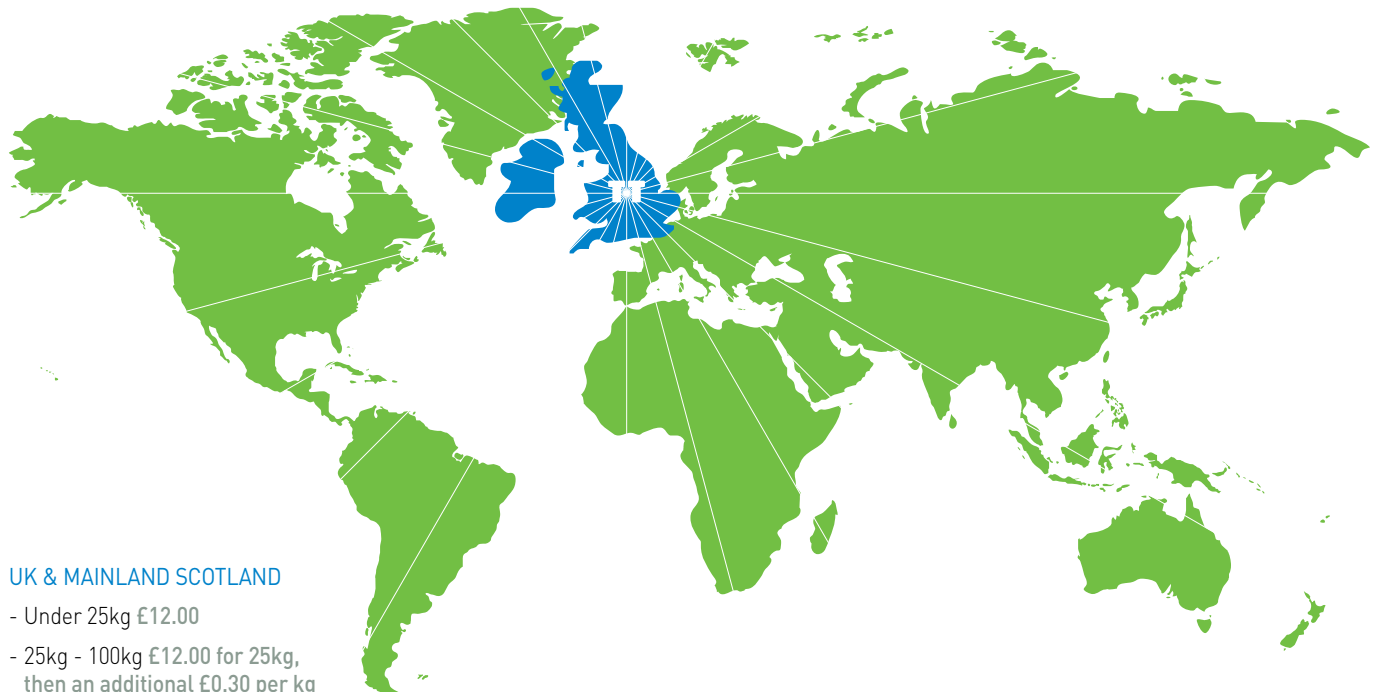 UK & MAINLAND SCOTLAND
- Under 25kg £12.00
- 25kg - 100kg £12.00 for 25kg,
then an additional £0.30 per kg